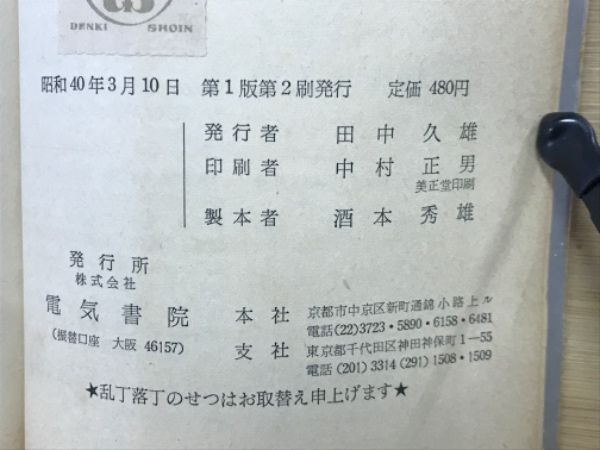 DENKI SHOIN
昭和40年3月10日 第1版第2刷発行 定価 480円
発行者 田中久雄
印刷者 中村正男
美正堂印刷
製本者 酒本秀雄
発行所
株式会社
電気書院
(振替口座 大阪 46157)
本社 京都市中京区新町通錦小路上ル
電話(22)3723・5890・6158・6481
支社 東京都千代田区神田神保町1―55
電話(201)3314(291)1508・1509
★乱丁落丁のせつはお取替え申上げます★